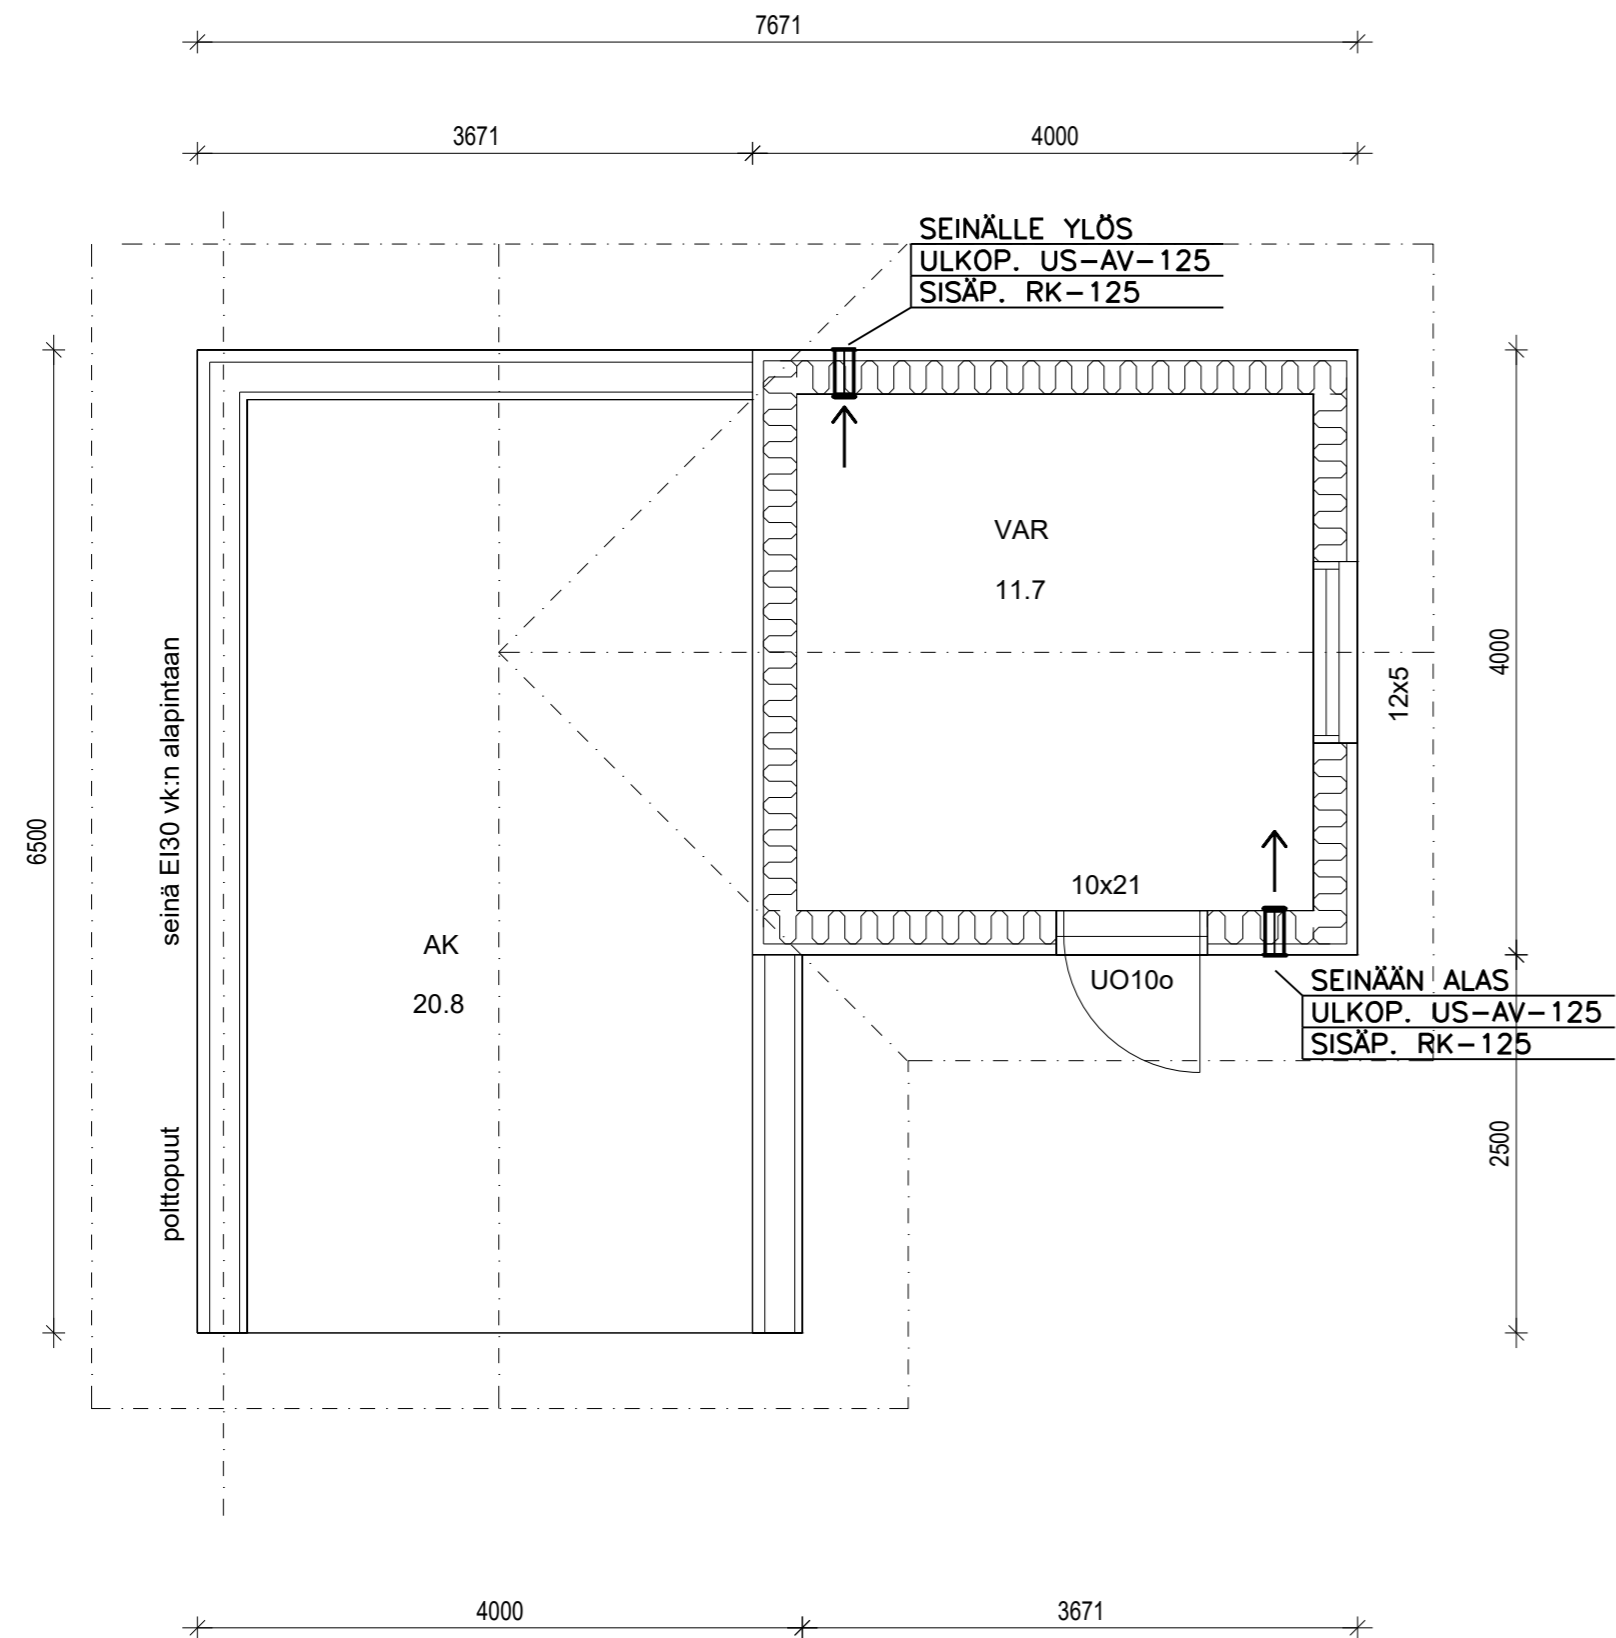 7671
3671
4000
SEINÄLLE YLÖS
ULKOP. US-AV-125
SISÄP. RK-125
VAR
11.7
4000
12x5
seinä EI30 vk:n alapintaan
6500
10x21
AK
20.8
UO10o
SEINÄÄN ALAS
ULKOP. US-AV-125
SISÄP. RK-125
2500
polttopuut
4000
3671